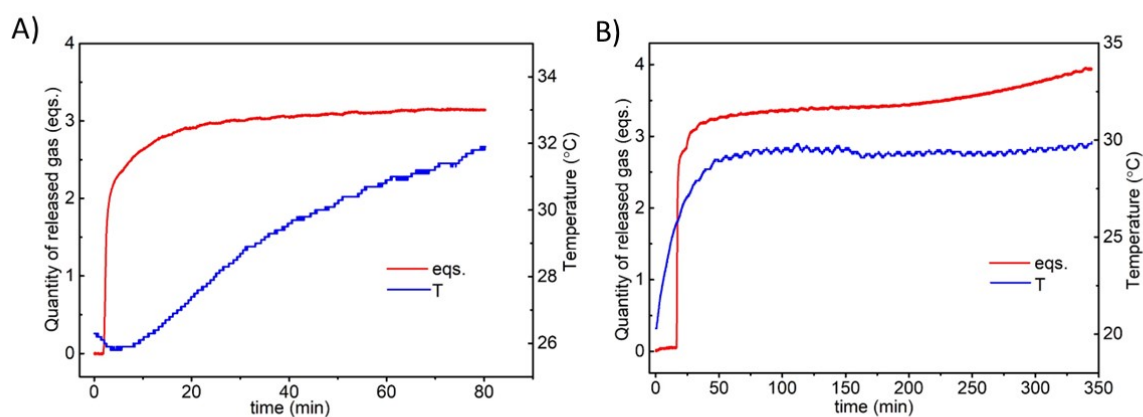 A)
4
3
2
1
0
Quantity of released gas (eqs.)
34
32
30
28
26
Temperature (°C)
eqs.
T
0
20
40
60
80
time (min)
B)
4
3
2
1
0
Quantity of released gas (eqs.)
35
30
25
20
Temperature (°C)
eqs.
T
0
50
100
150
200
250
300
350
time (min)